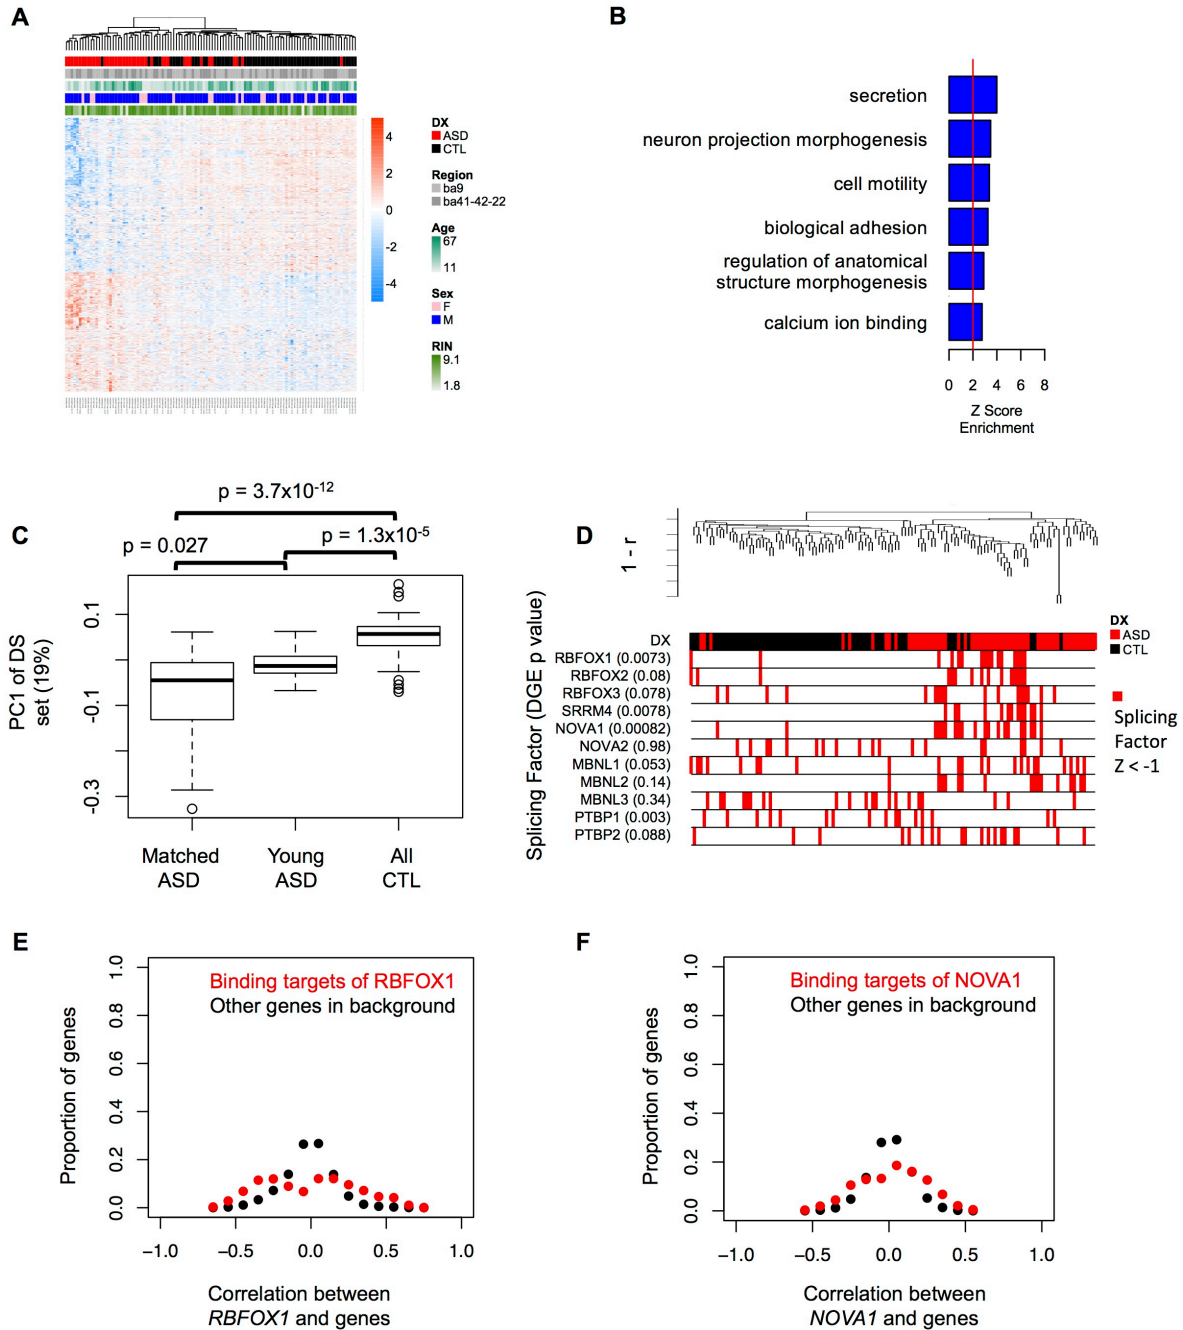 A
DX
ASD
CTL
Region
ba9
ba41-42-22
Age
67
11
Sex
F
M
RIN
9.1
1.8
4
2
0
-2
-4
B
secretion
neuron projection morphogenesis
cell motility
biological adhesion
regulation of anatomical
structure morphogenesis
calcium ion binding
0 2 4 6 8
Z Score
Enrichment
C
p = 3.7x10-12
p = 0.027
p = 1.3x10-5
PC1 of DS
set (19%)
0.1
-0.1
-0.3
Matched
ASD
Young
ASD
All
CTL
D
1 - r
Splicing Factor (DGE p value)
DX
RBFOX1 (0.0073)
RBFOX2 (0.08)
RBFOX3 (0.078)
SRRM4 (0.0078)
NOVA1 (0.00082)
NOVA2 (0.98)
MBNL1 (0.053)
MBNL2 (0.14)
MBNL3 (0.34)
PTBP1 (0.003)
PTBP2 (0.088)
DX
ASD
CTL
Splicing
Factor
Z < -1
E
Binding targets of RBFOX1
Other genes in background
Proportion of genes
1.0
0.8
0.6
0.4
0.2
0.0
−1.0 −0.5 0.0 0.5 1.0
Correlation between
RBFOX1 and genes
F
Binding targets of NOVA1
Other genes in background
Proportion of genes
1.0
0.8
0.6
0.4
0.2
0.0
−1.0 −0.5 0.0 0.5 1.0
Correlation between
NOVA1 and genes